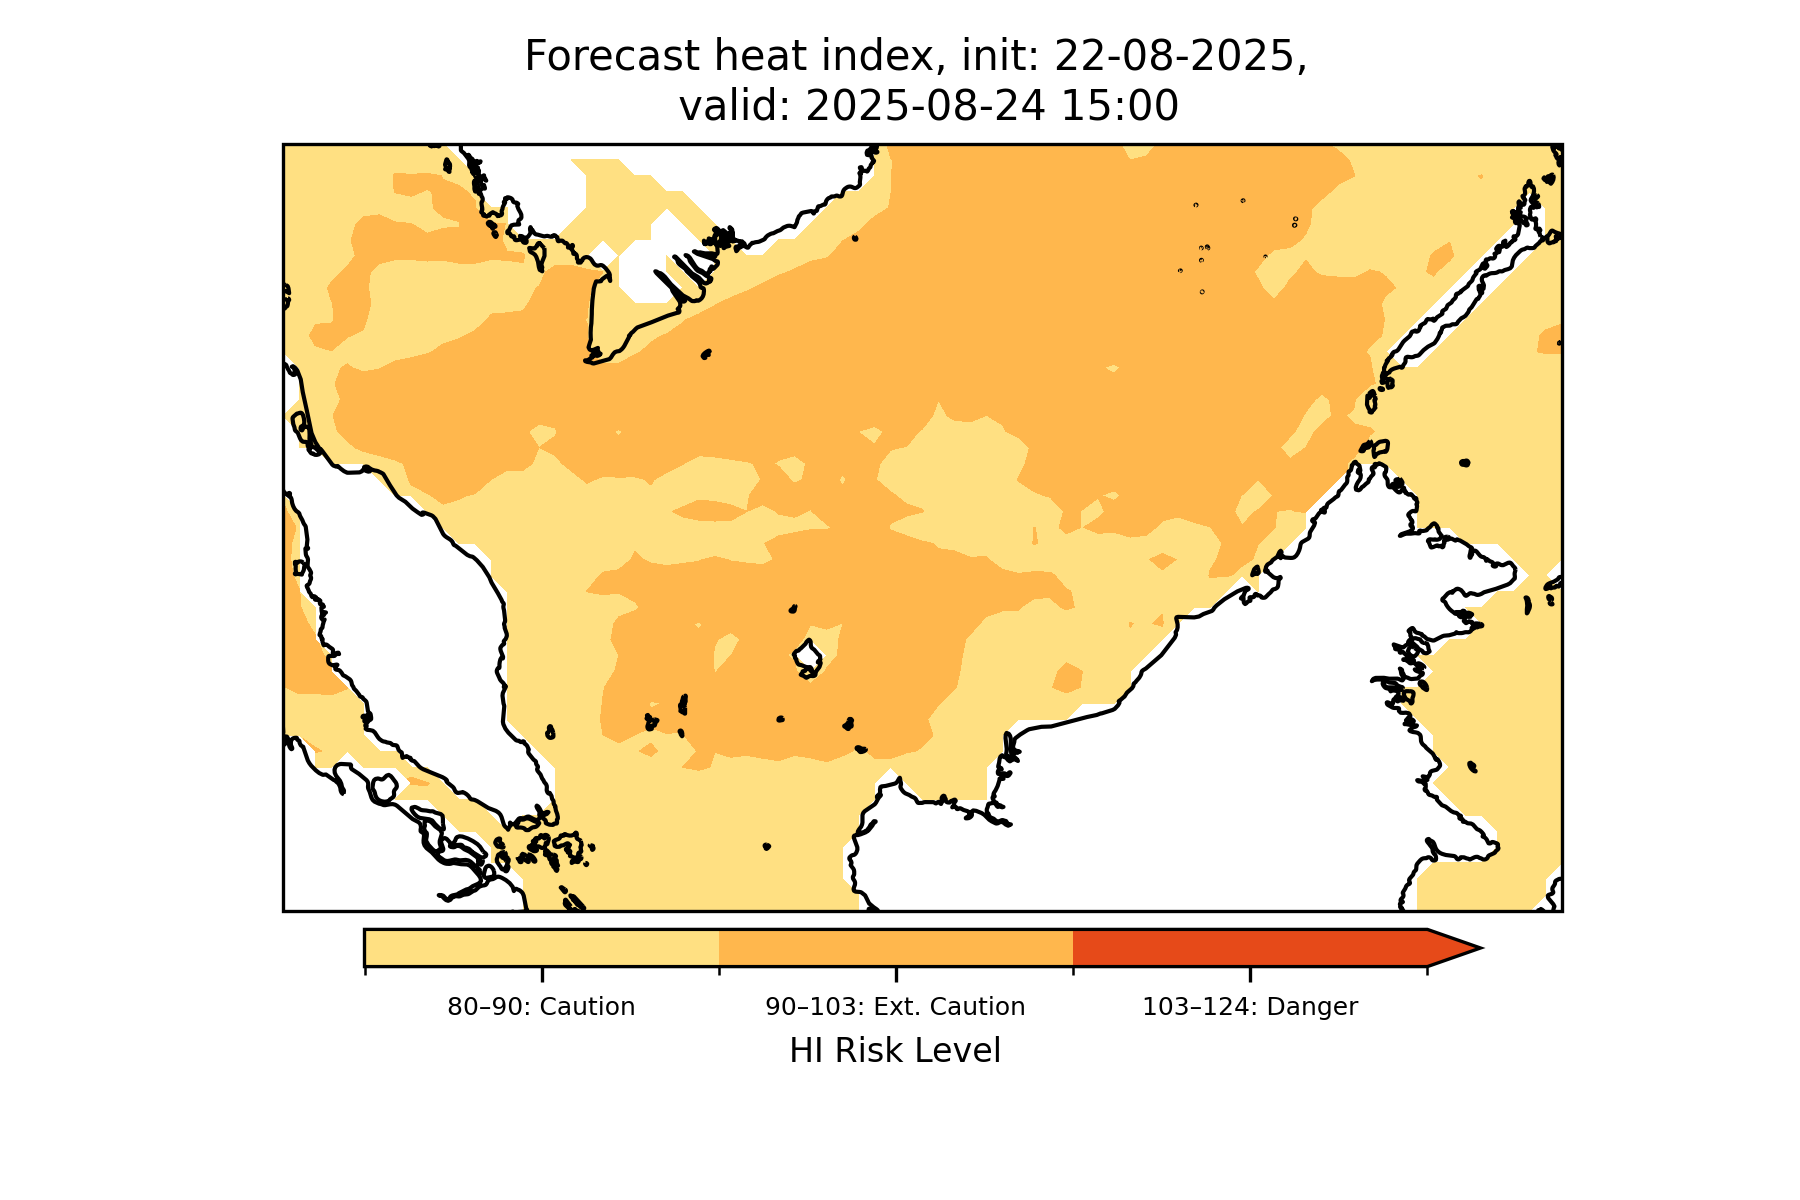 Forecast heat index, init: 22-08-2025,
valid: 2025-08-24 15:00
80–90: Caution
90–103: Ext. Caution
103–124: Danger
HI Risk Level